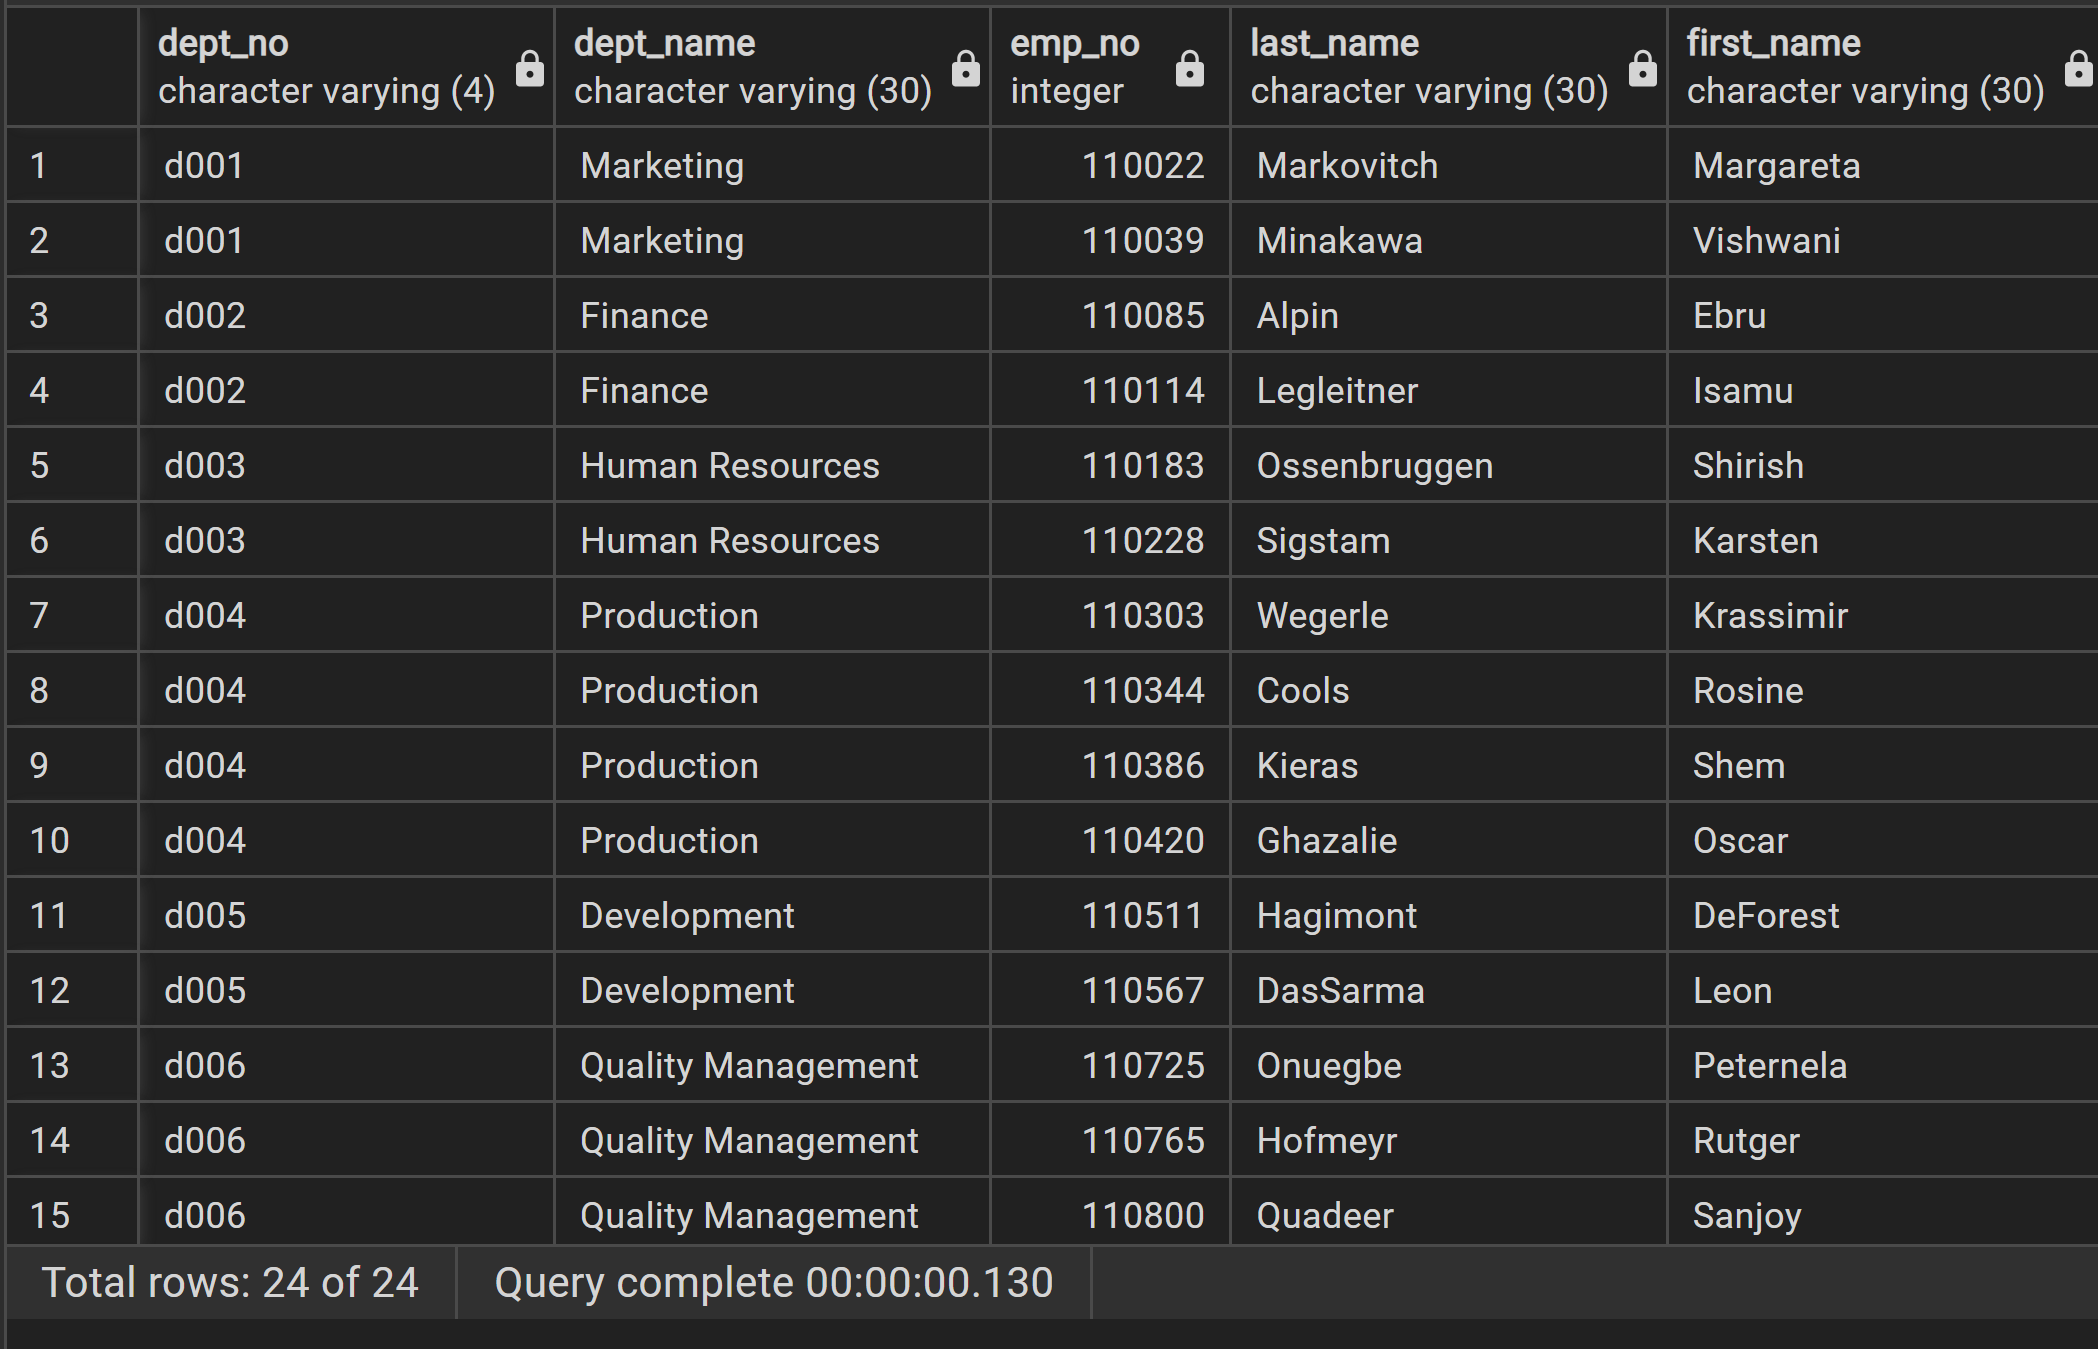 dept_no dept_name emp_no last_name first_name
character varying (4) character varying (30) integer character varying (30) character varying (30)
1 d001 Marketing 110022 Markovitch Margareta
2 d001 Marketing 110039 Minakawa Vishwani
3 d002 Finance 110085 Alpin Ebru
4 d002 Finance 110114 Legleitner Isamu
5 d003 Human Resources 110183 Ossenbruggen Shirish
6 d003 Human Resources 110228 Sigstam Karsten
7 d004 Production 110303 Wegerle Krassimir
8 d004 Production 110344 Cools Rosine
9 d004 Production 110386 Kieras Shem
10 d004 Production 110420 Ghazalie Oscar
11 d005 Development 110511 Hagimont DeForest
12 d005 Development 110567 DasSarma Leon
13 d006 Quality Management 110725 Onuegbe Peternela
14 d006 Quality Management 110765 Hofmeyr Rutger
15 d006 Quality Management 110800 Quadeer Sanjoy
Total rows: 24 of 24 Query complete 00:00:00.130